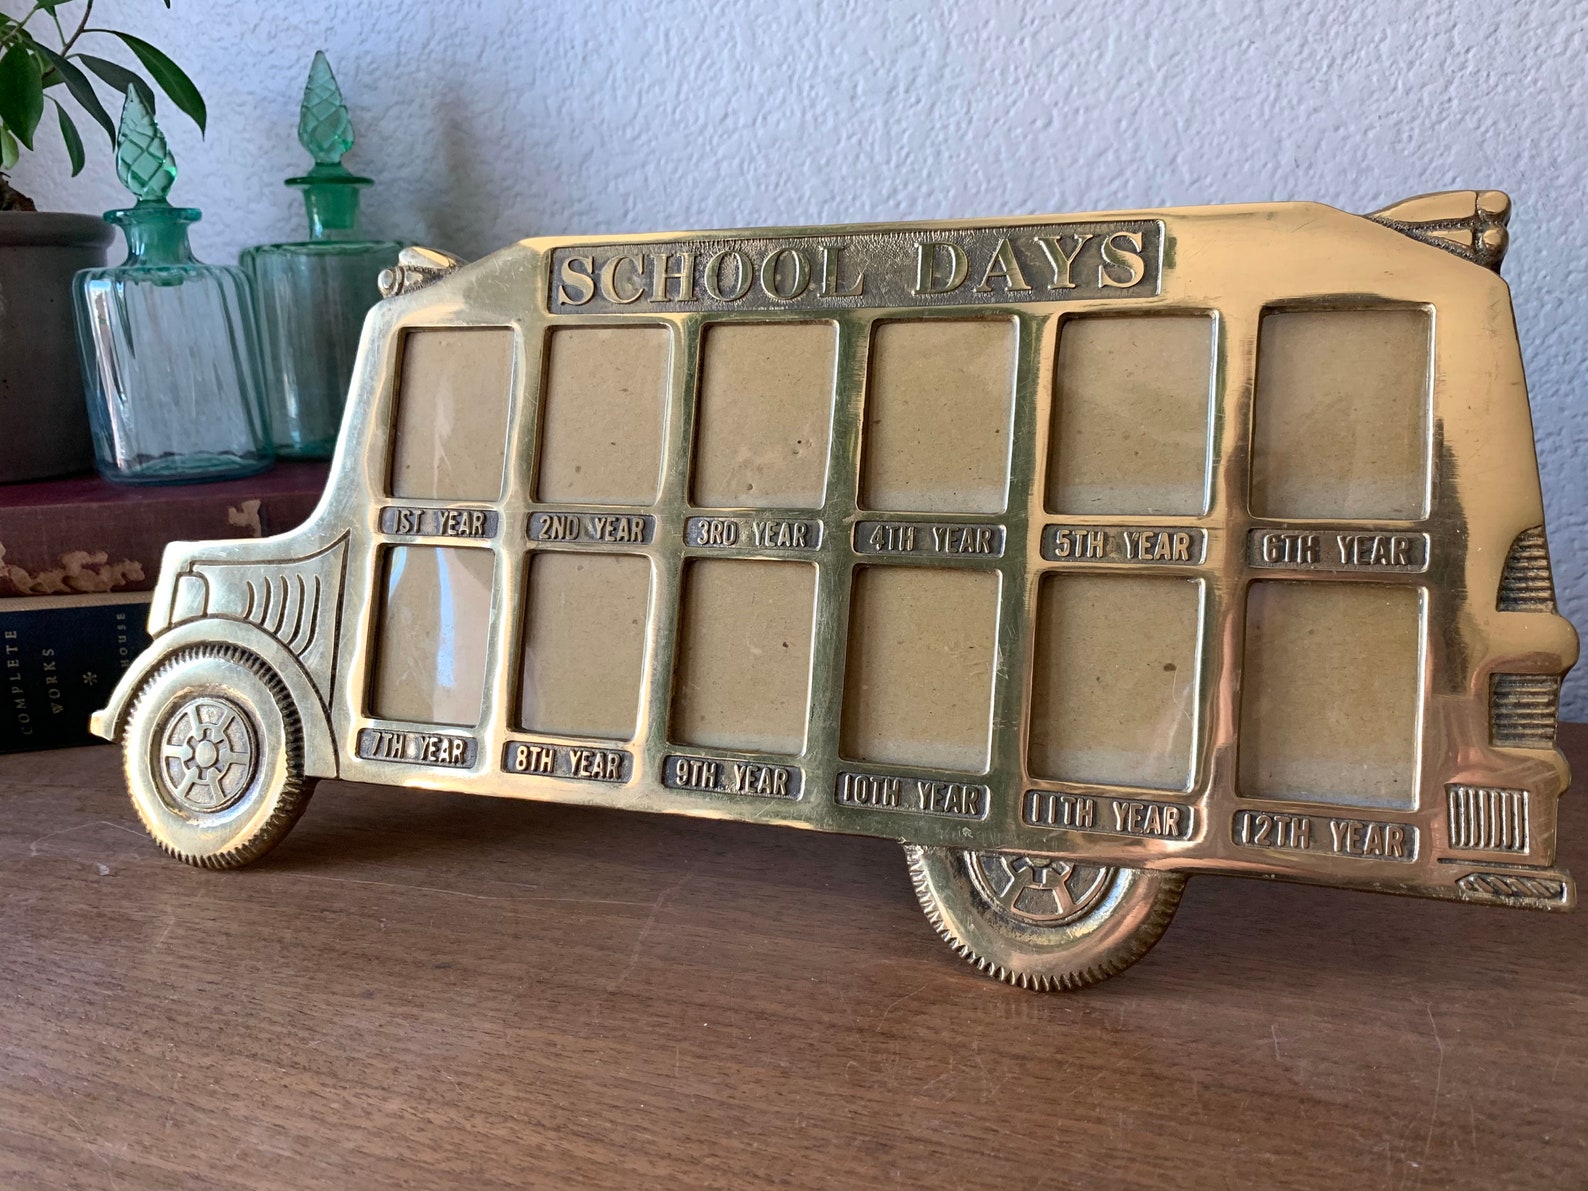 SCHOOL DAYS
1ST YEAR
2ND YEAR
3RD YEAR
4TH YEAR
5TH YEAR
6TH YEAR
7TH YEAR
8TH YEAR
9TH YEAR
10TH YEAR
11TH YEAR
12TH YEAR
COMPLETE
WORKS
*